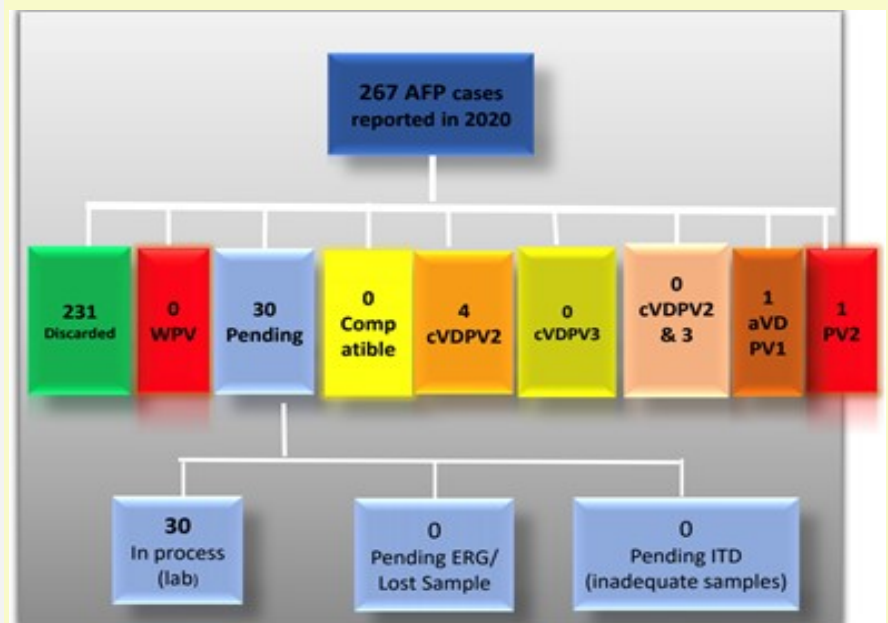 267 AFP cases
reported in 2020
231
Discarded
0
WPV
30
Pending
0
Comp
atible
4
cVDPV2
0
cVDPV3
0
cVDPV2
& 3
1
aVD
PV1
1
PV2
30
In process
(lab)
0
Pending ERG/
Lost Sample
0
Pending ITD
(inadequate samples)